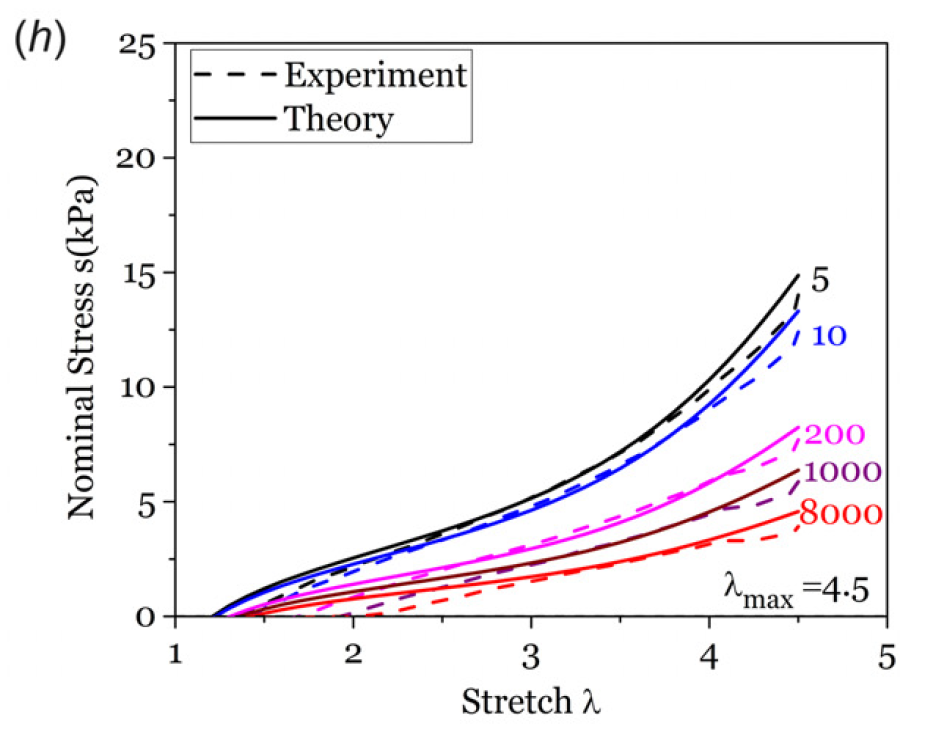 (h)
25
20
15
10
5
0
Nominal Stress s(kPa)
Experiment
Theory
5
10
200
1000
8000
λmax =4.5
1 2 3 4 5
Stretch λ